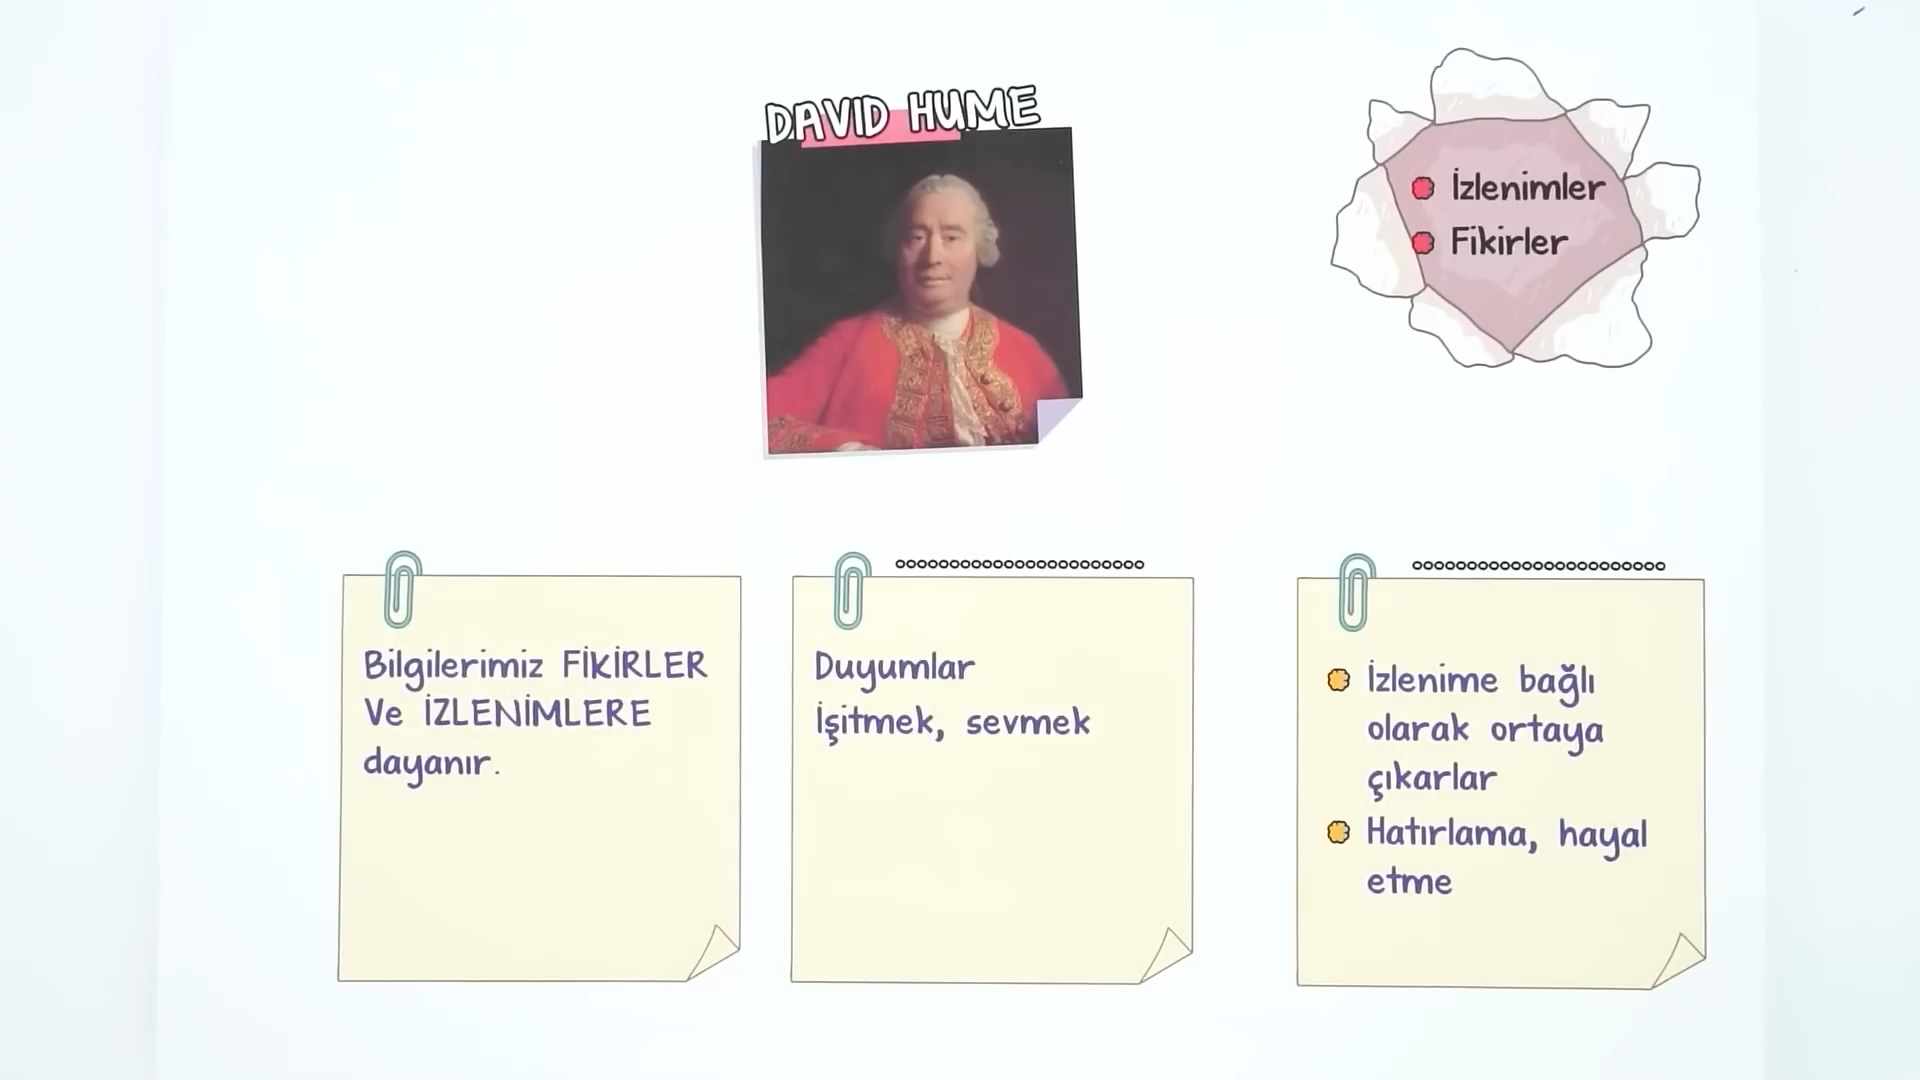 DAVID HUME
İzlenimler
Fikirler
Bilgilerimiz FİKİRLER
Ve İZLENİMLERE
dayanır.
Duyumlar
İşitmek, sevmek
İzlenime bağlı
olarak ortaya
çıkarlar
Hatırlama, hayal
etme